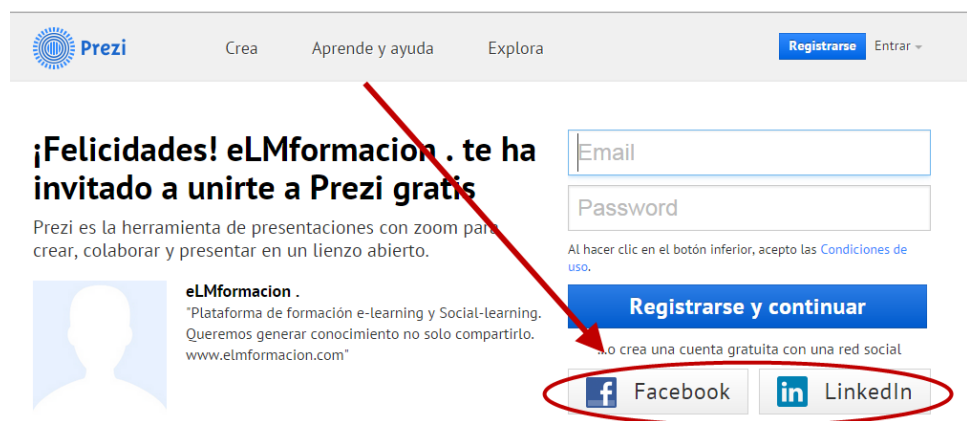 Prezi Crea Aprende y ayuda Explora Registrarse Entrar
¡Felicidades! eLMformacion . te ha
invitado a unirte a Prezi gratis
Prezi es la herramienta de presentaciones con zoom para
crear, colaborar y presentar en un lienzo abierto.
eLMformacion .
"Plataforma de formación e-learning y Social-learning.
Queremos generar conocimiento no solo compartirlo.
www.elmformacion.com"
Email
Password
Al hacer clic en el botón inferior, acepto las Condiciones de
uso.
Registrarse y continuar
...o crea una cuenta gratuita con una red social
Facebook LinkedIn